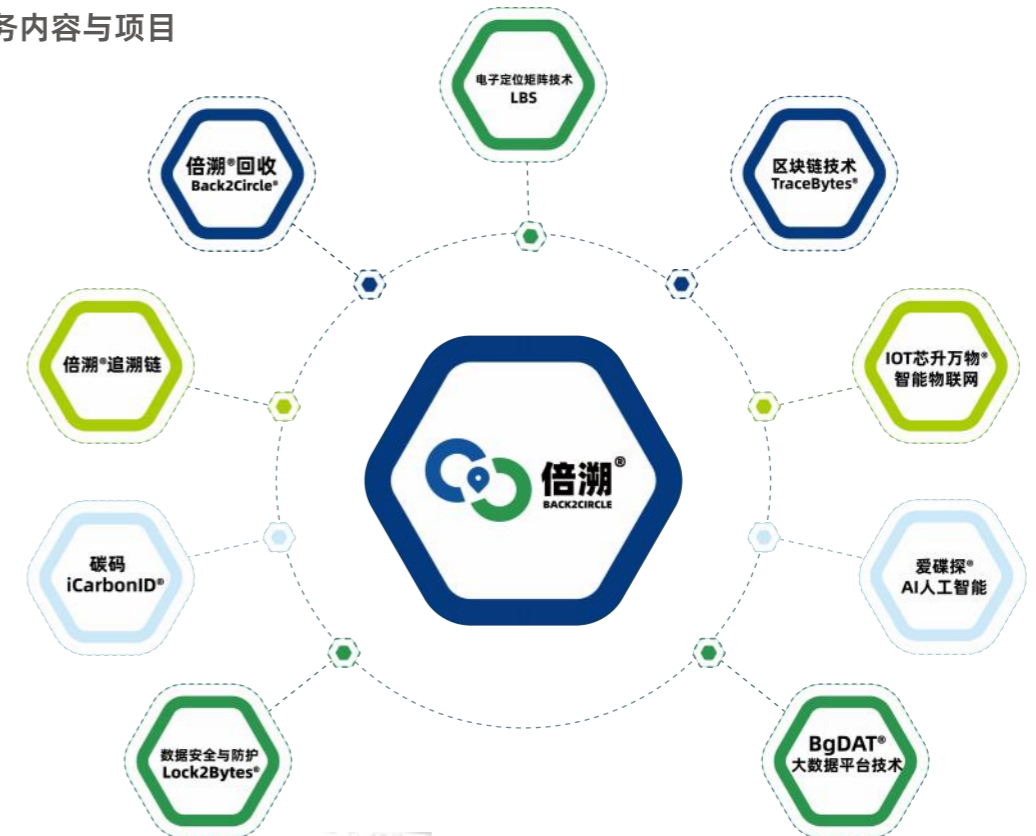 务内容与项目
电子定位矩阵技术
LBS
倍溯®回收
Back2Circle®
区块链技术
TraceBytes®
倍溯®追溯链
IOT芯升万物®
智能物联网
倍溯®
BACK2CIRCLE
碳码
iCarbonID®
爱碟探®
AI人工智能
数据安全与防护
Lock2Bytes®
BgDAT®
大数据平台技术